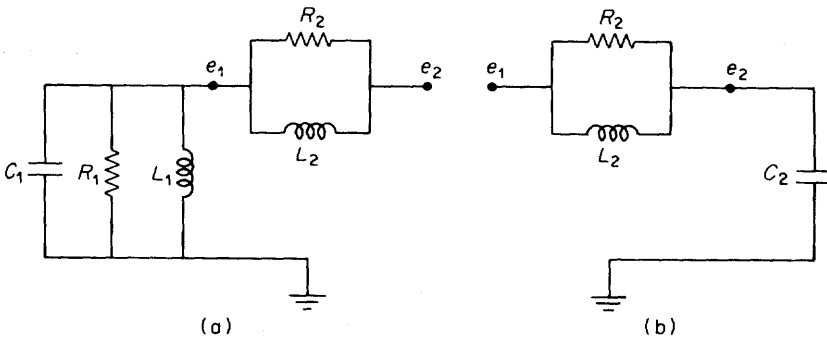 R₂
e₁
e₂
C₁
R₁
L₁
L₂
(a)
R₂
e₁
e₂
L₂
C₂
(b)